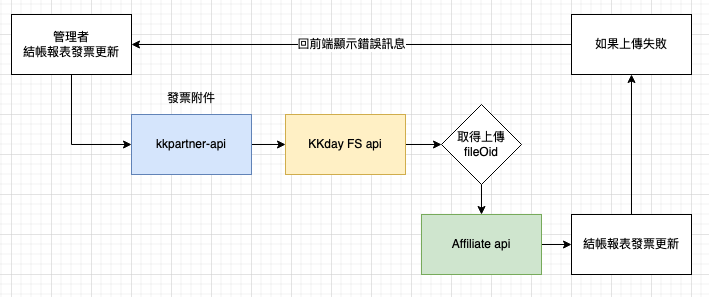 管理者
結帳報表發票更新
回前端顯示錯誤訊息
如果上傳失敗
發票附件
kkpartner-api
KKday FS api
取得上傳
fileOid
Affiliate api
結帳報表發票更新